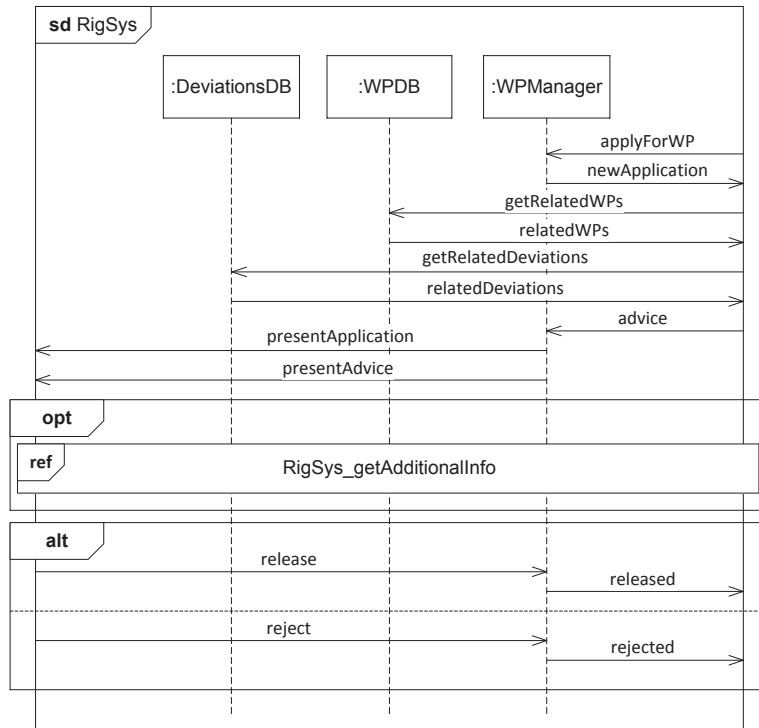 sd RigSys
:DeviationsDB :WPDB :WPManager
applyForWP
newApplication
getRelatedWPs
relatedWPs
getRelatedDeviations
relatedDeviations
advice
presentApplication
presentAdvice
opt
ref RigSys_getAdditionalInfo
alt
release
released
reject
rejected